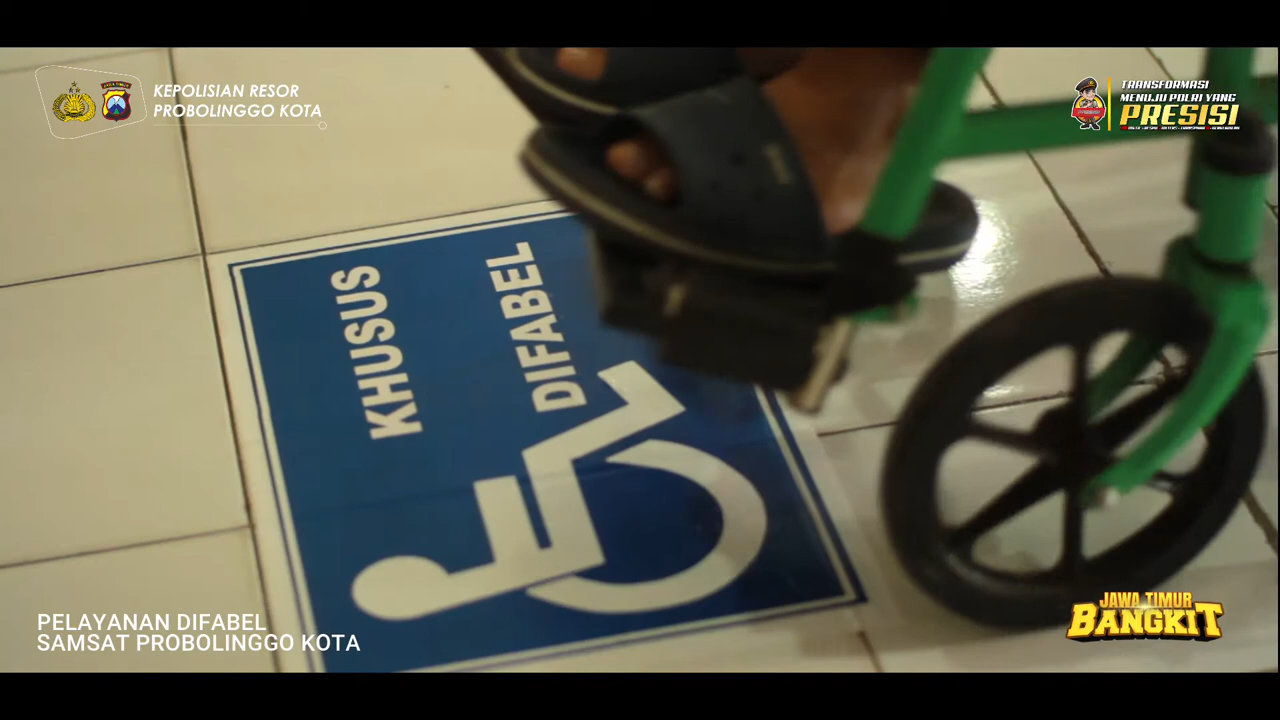 KEPOLISIAN RESOR
PROBOLINGGO KOTA
TRANSFORMASI
MENUJU POLRI YANG
PRESISI
KHUSUS
DIFABEL
PELAYANAN DIFABEL
SAMSAT PROBOLINGGO KOTA
JAWA TIMUR
BANGKIT